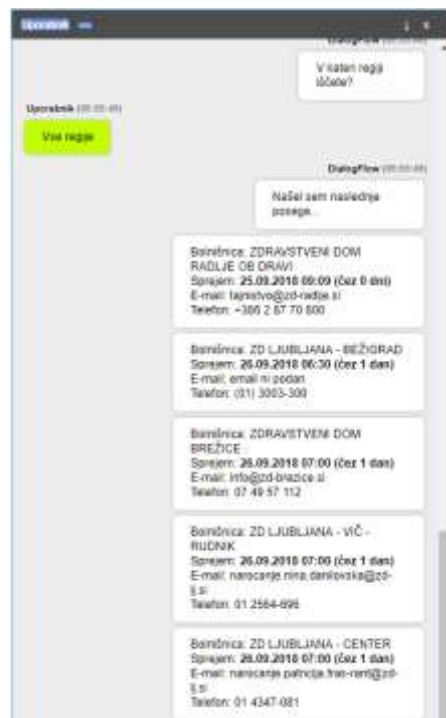 Uporabnik
DialogFlow
V kateri regiji
iščete?
Uporabnik
Vse regije
DialogFlow
Našel sem naslednje
posege...
Bolnišnica: ZDRAVSTVENI DOM
RADLJE OB DRAVI
Sprejem: 25.09.2018 09:09 (čez 0 dni)
E-mail: tajnistvo@zd-radlje.si
Telefon: +386 2 87 70 800
Bolnišnica: ZD LJUBLJANA - BEŽIGRAD
Sprejem: 26.09.2018 06:30 (čez 1 dan)
E-mail: email ni podan
Telefon: (01) 3003-300
Bolnišnica: ZDRAVSTVENI DOM
BREŽICE
Sprejem: 26.09.2018 07:00 (čez 1 dan)
E-mail: info@zd-brezice.si
Telefon: 07 49 57 112
Bolnišnica: ZD LJUBLJANA - VIČ -
RUDNIK
Sprejem: 26.09.2018 07:00 (čez 1 dan)
E-mail: narocanje.nina.danilovska@zd-
lj.si
Telefon: 01 2564-696
Bolnišnica: ZD LJUBLJANA - CENTER
Sprejem: 26.09.2018 07:00 (čez 1 dan)
E-mail: narocanje.patricija.fras-rant@zd-
lj.si
Telefon: 01 4347-081